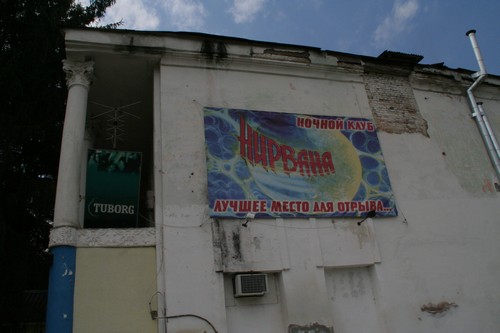 НОЧНОЙ КЛУБ
НИРВАНА
ЛУЧШЕЕ МЕСТО ДЛЯ ОТРЫВА...
TUBORG